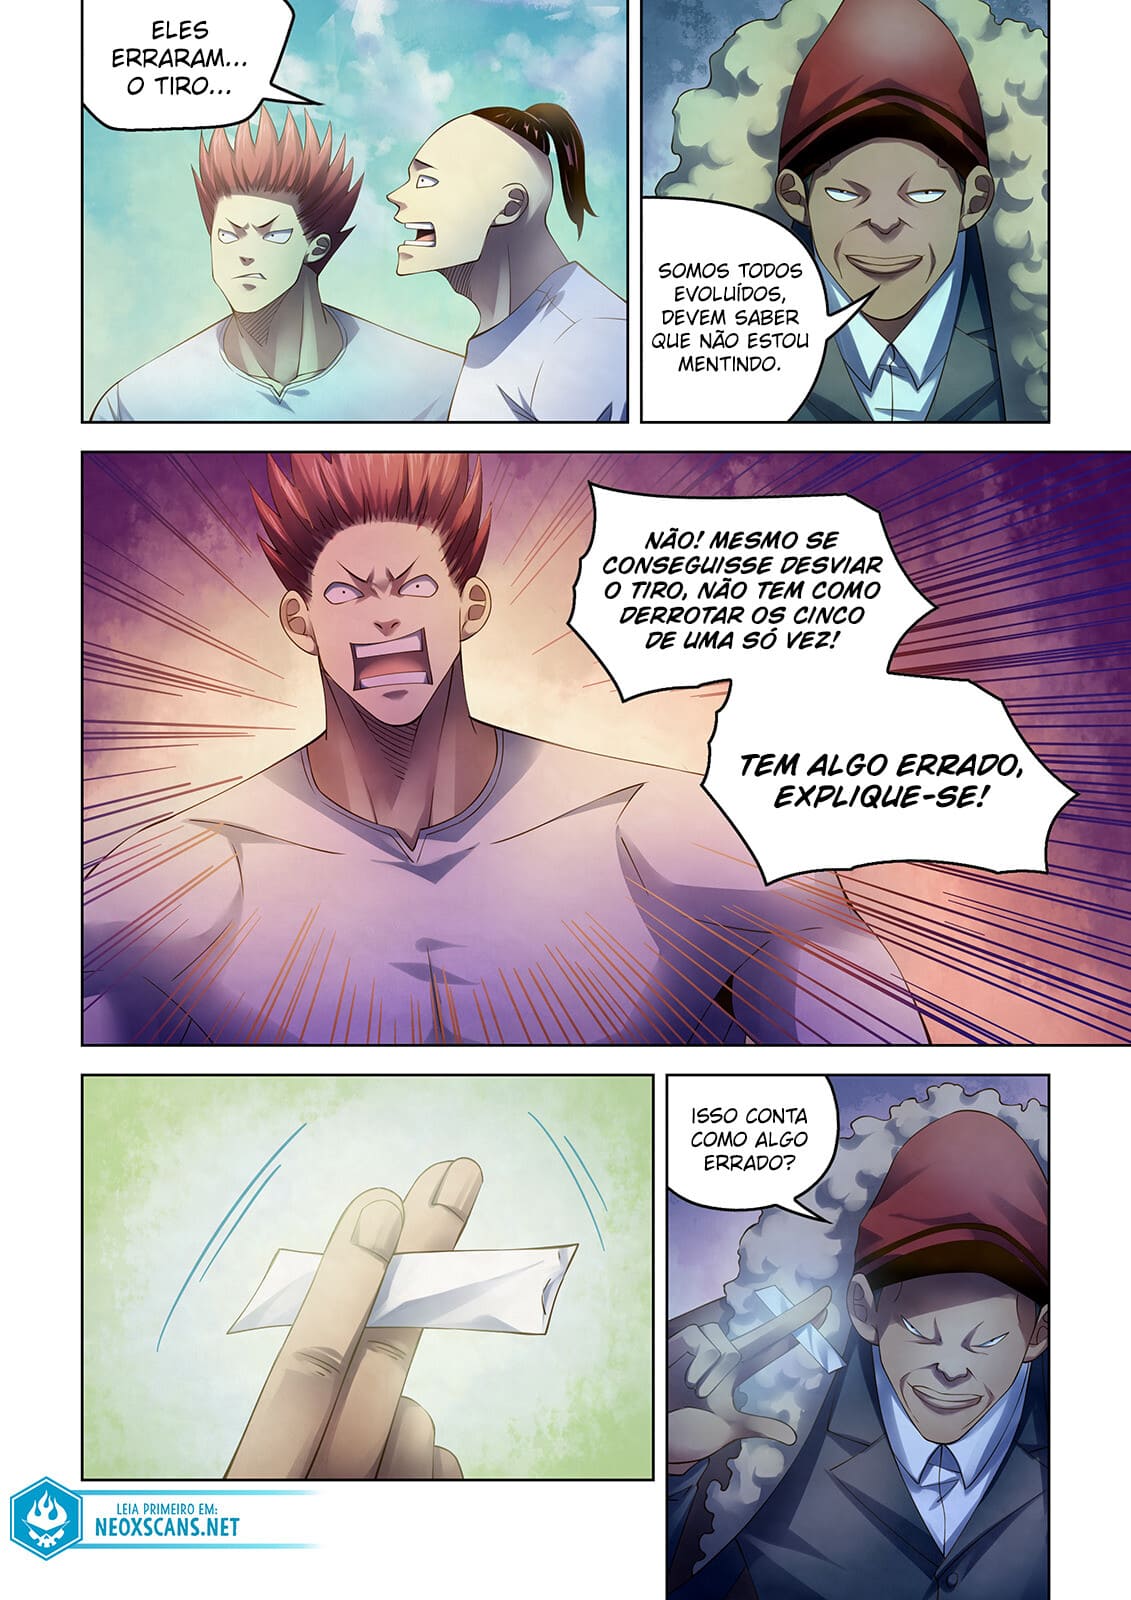 ELES
ERRARAM...
O TIRO...
SOMOS TODOS
EVOLUÍDOS,
DEVEM SABER
QUE NÃO ESTOU
MENTINDO.
NÃO! MESMO SE
CONSEGUISSE DESVIAR
O TIRO, NÃO TEM COMO
DERROTAR OS CINCO
DE UMA SÓ VEZ!
TEM ALGO ERRADO,
EXPLIQUE-SE!
ISSO CONTA
COMO ALGO
ERRADO?
LEIA PRIMEIRO EM:
NEOXSCANS.NET